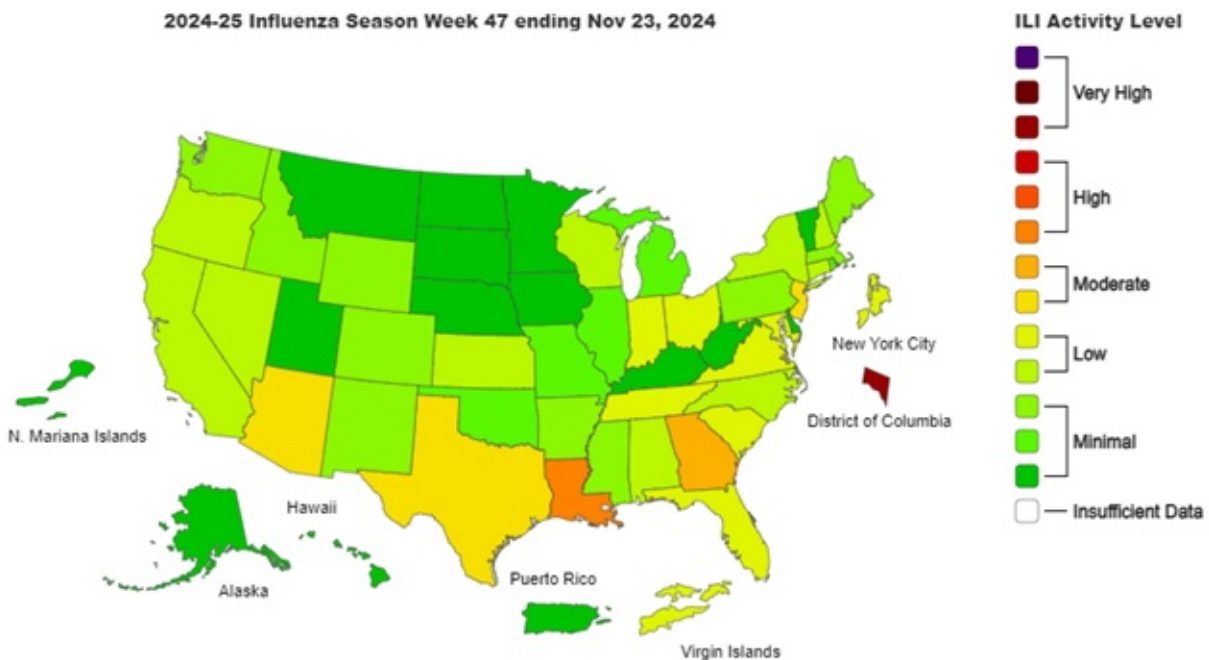 2024-25 Influenza Season Week 47 ending Nov 23, 2024
ILI Activity Level
Very High
High
Moderate
Low
Minimal
Insufficient Data
New York City
District of Columbia
N. Mariana Islands
Hawaii
Alaska
Puerto Rico
Virgin Islands